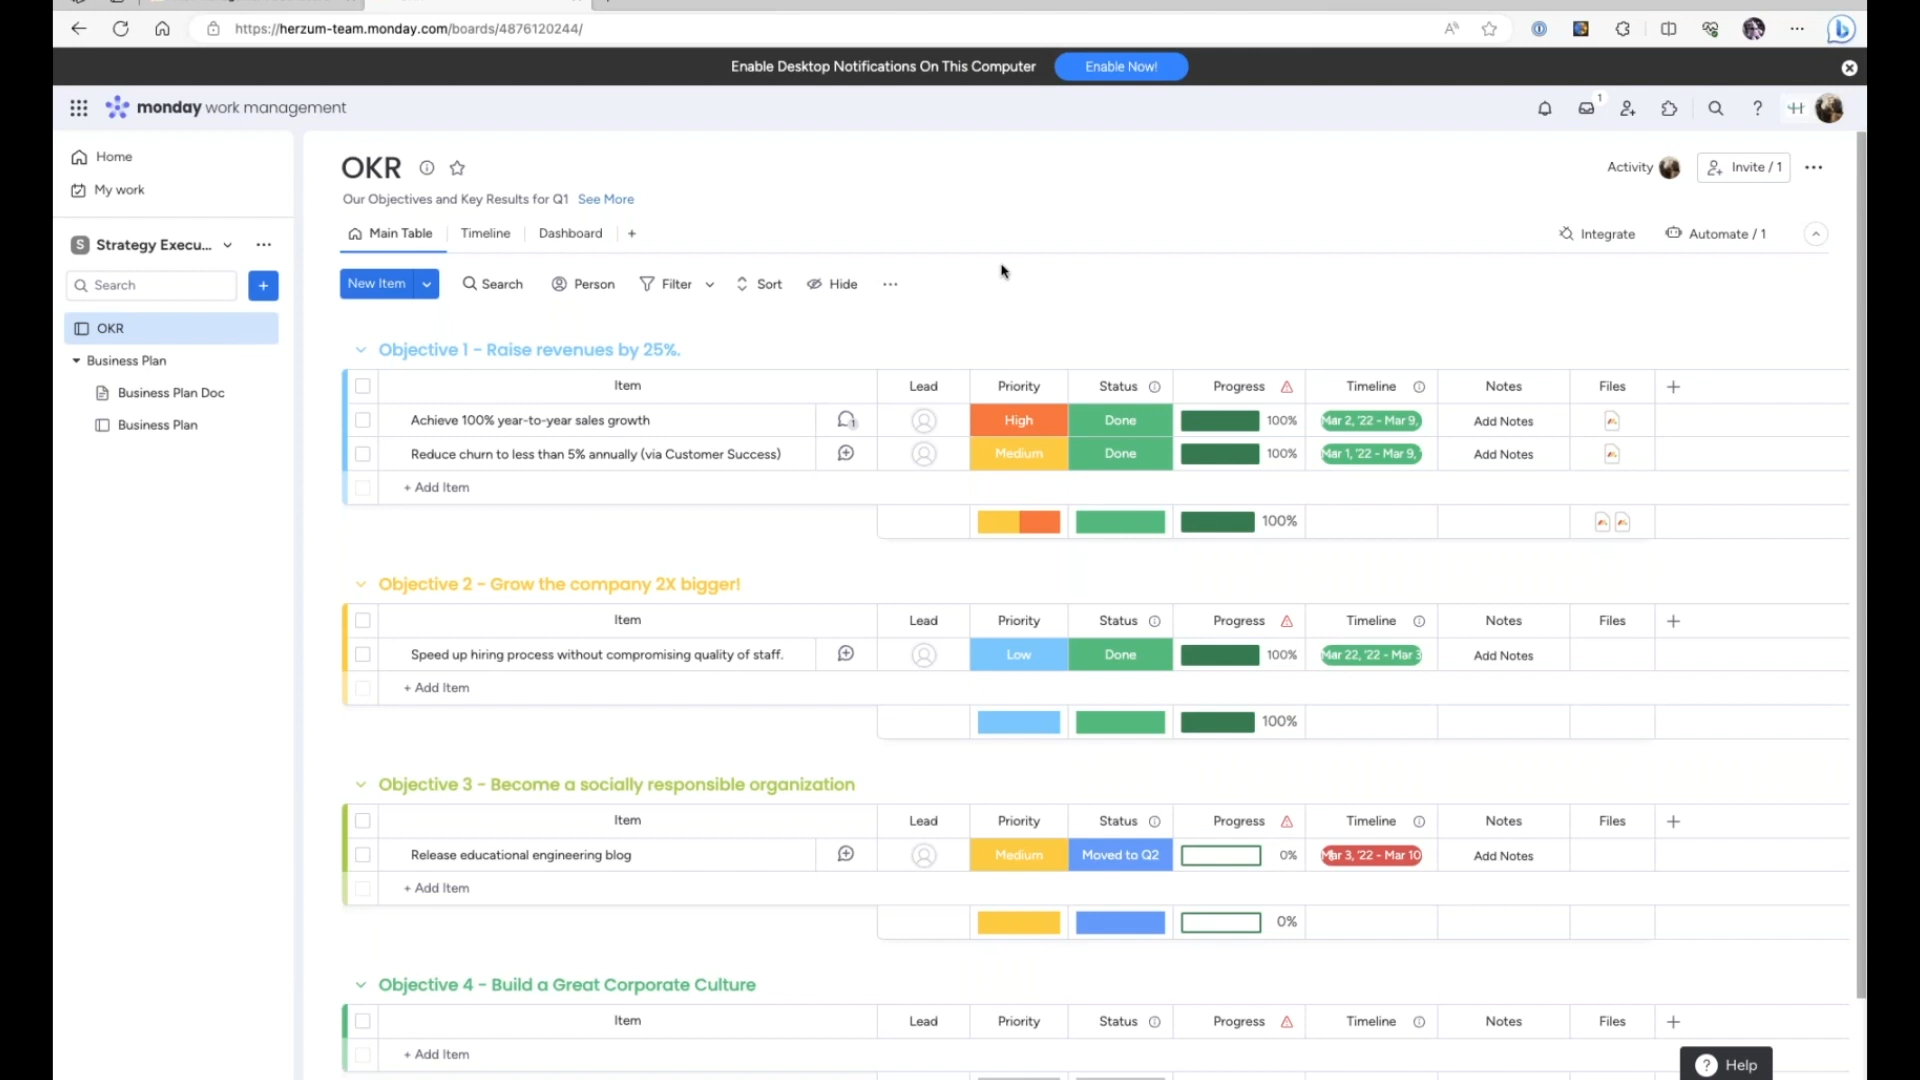 https://herzum-team.monday.com/boards/4876120244/
Enable Desktop Notifications On This Computer Enable Now!
monday work management
1
Home
My work
S Strategy Execu...
Search
OKR
Business Plan
Business Plan Doc
Business Plan
OKR
Activity Invite / 1
Our Objectives and Key Results for Q1 See More
Main Table Timeline Dashboard + Integrate Automate / 1
New Item Search Person Filter Sort Hide
Objective 1 - Raise revenues by 25%.
Item Lead Priority Status Progress Timeline Notes Files
Achieve 100% year-to-year sales growth 1 High Done 100% Mar 2, '22 - Mar 9, Add Notes
Reduce churn to less than 5% annually (via Customer Success) Medium Done 100% Mar 1, '22 - Mar 9, Add Notes
+ Add Item
100%
Objective 2 - Grow the company 2X bigger!
Item Lead Priority Status Progress Timeline Notes Files
Speed up hiring process without compromising quality of staff. Low Done 100% Mar 22, '22 - Mar 3 Add Notes
+ Add Item
100%
Objective 3 - Become a socially responsible organization
Item Lead Priority Status Progress Timeline Notes Files
Release educational engineering blog Medium Moved to Q2 0% Mar 3, '22 - Mar 10 Add Notes
+ Add Item
0%
Objective 4 - Build a Great Corporate Culture
Item Lead Priority Status Progress Timeline Notes Files
+ Add Item
? Help